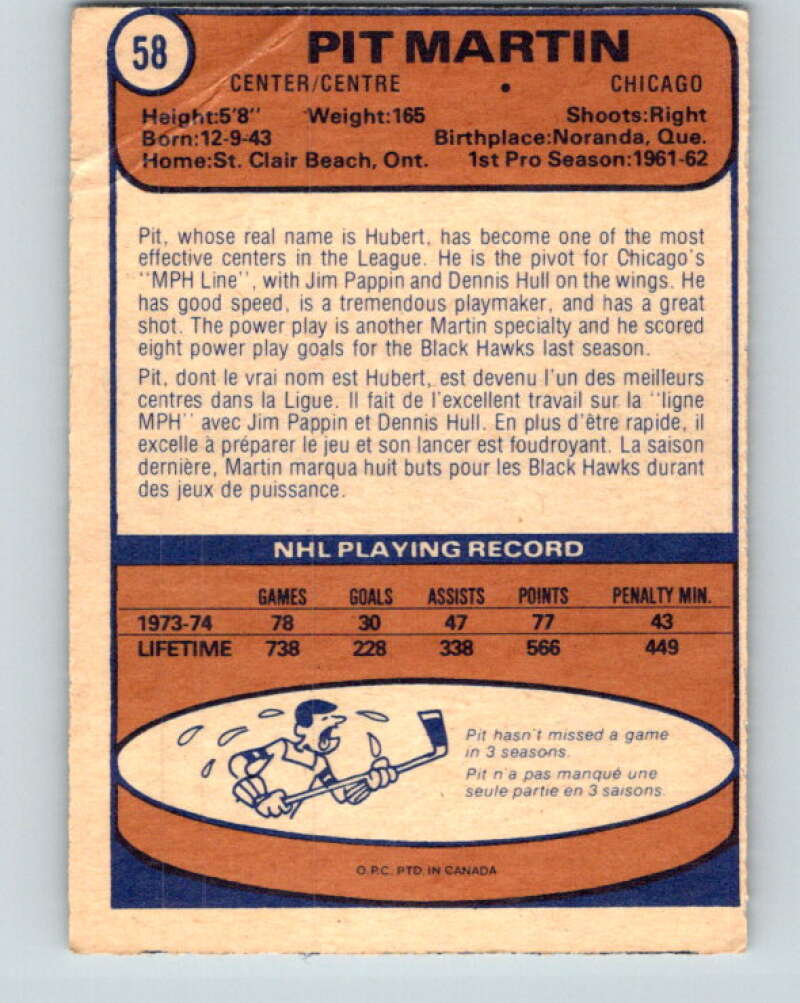 58
PIT MARTIN
CENTER/CENTRE • CHICAGO
Height:5'8" Weight:165 Shoots:Right
Born:12-9-43 Birthplace:Noranda, Que.
Home:St. Clair Beach, Ont. 1st Pro Season:1961-62
Pit, whose real name is Hubert, has become one of the most
effective centers in the League. He is the pivot for Chicago's
"MPH Line", with Jim Pappin and Dennis Hull on the wings. He
has good speed, is a tremendous playmaker, and has a great
shot. The power play is another Martin specialty and he scored
eight power play goals for the Black Hawks last season.
Pit, dont le vrai nom est Hubert, est devenu l'un des meilleurs
centres dans la Ligue. Il fait de l'excellent travail sur la "ligne
MPH" avec Jim Pappin et Dennis Hull. En plus d'être rapide, il
excelle à préparer le jeu et son lancer est foudroyant. La saison
dernière, Martin marqua huit buts pour les Black Hawks durant
des jeux de puissance.
NHL PLAYING RECORD
GAMES GOALS ASSISTS POINTS PENALTY MIN.
1973-74 78 30 47 77 43
LIFETIME 738 228 338 566 449
Pit hasn't missed a game
in 3 seasons.
Pit n'a pas manqué une
seule partie en 3 saisons.
O.P.C. PTD. IN CANADA